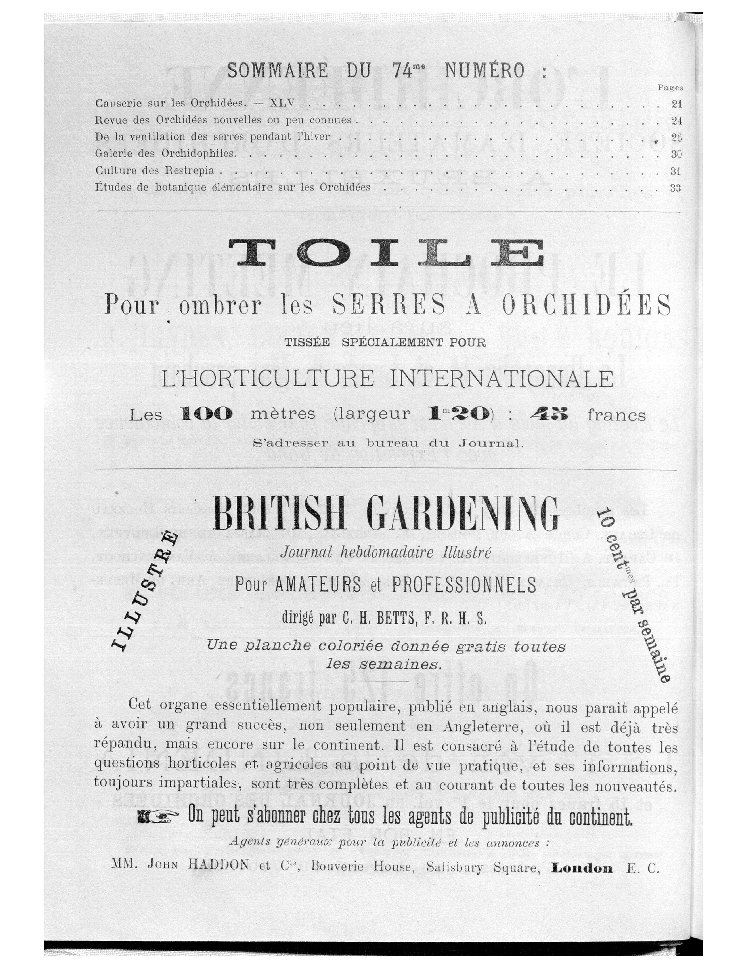 SOMMAIRE DU 74me NUMÉRO :
Pages
Causerie sur les Orchidées. — XLV . . . . . . . . . . . . . . . . . . . . 21
Revue des Orchidées nouvelles ou peu connues . . . . . . . . . . . . . . . . 24
De la ventilation des serres pendant l'hiver . . . . . . . . . . . . . . . . . 26
Galerie des Orchidophiles. . . . . . . . . . . . . . . . . . . . . . . . 30
Culture des Restrepia . . . . . . . . . . . . . . . . . . . . . . . . . 31
Études de botanique élémentaire sur les Orchidées . . . . . . . . . . . . . . . 33
TOILE
Pour ombrer les SERRES A ORCHIDÉES
TISSÉE SPÉCIALEMENT POUR
L'HORTICULTURE INTERNATIONALE
Les 100 mètres (largeur 1m20) : 45 francs
S'adresser au bureau du Journal.
ILLUSTRÉ
BRITISH GARDENING
Journal hebdomadaire Illustré
Pour AMATEURS et PROFESSIONNELS
dirigé par C. H. BETTS, F. R. H. S.
Une planche coloriée donnée gratis toutes
les semaines.
10 centmes par semaine
Cet organe essentiellement populaire, publié en anglais, nous parait appelé
à avoir un grand succès, non seulement en Angleterre, où il est déjà très
répandu, mais encore sur le continent. Il est consacré à l'étude de toutes les
questions horticoles et agricoles au point de vue pratique, et ses informations,
toujours impartiales, sont très complètes et au courant de toutes les nouveautés.
On peut s'abonner chez tous les agents de publicité du continent.
Agents généraux pour la publicité et les annonces :
MM. John HADDON et Co, Bouverie House, Salisbury Square, London E. C.